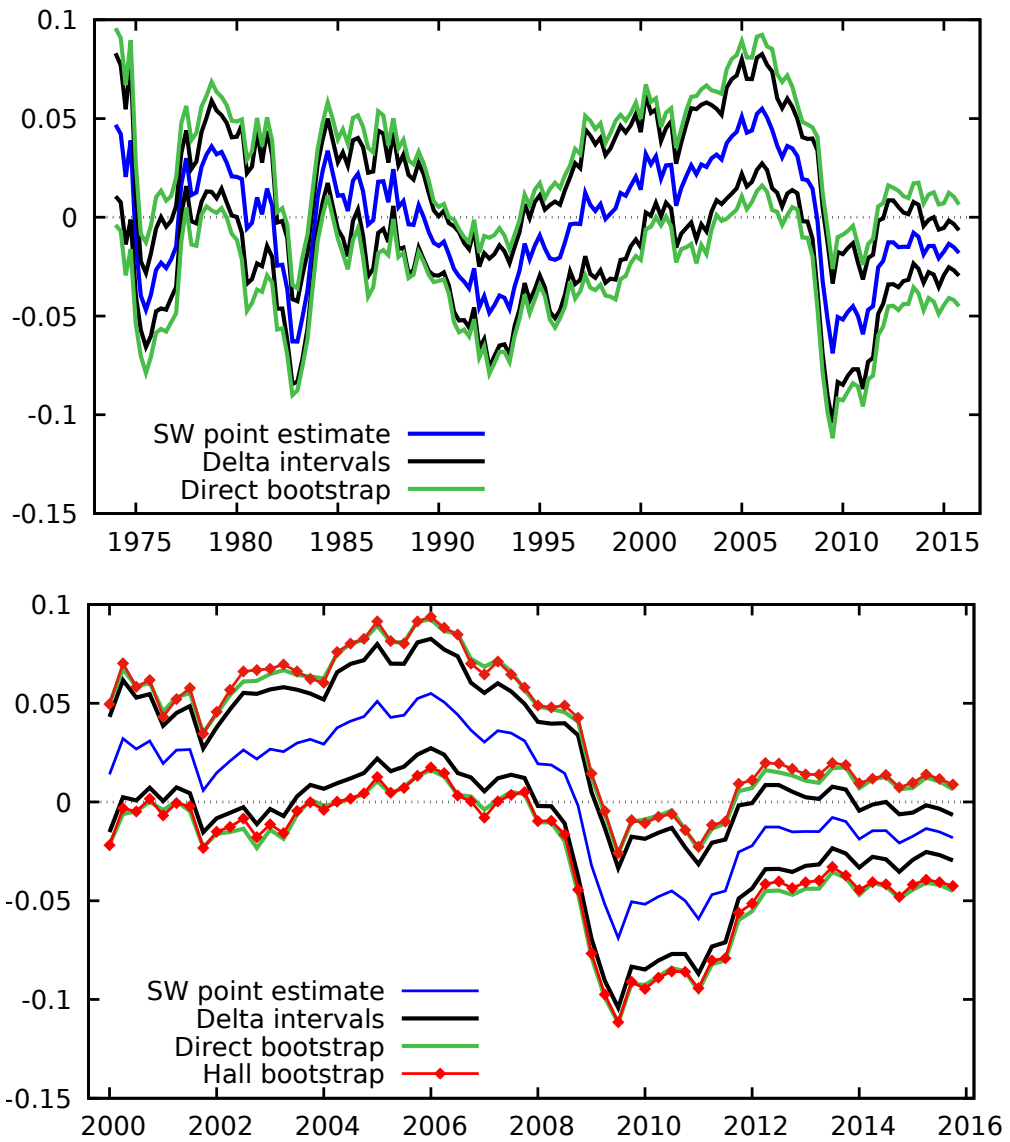 0.1
0.05
0
-0.05
-0.1
-0.15
SW point estimate
Delta intervals
Direct bootstrap
1975 1980 1985 1990 1995 2000 2005 2010 2015
0.1
0.05
0
-0.05
-0.1
-0.15
SW point estimate
Delta intervals
Direct bootstrap
Hall bootstrap
2000 2002 2004 2006 2008 2010 2012 2014 2016